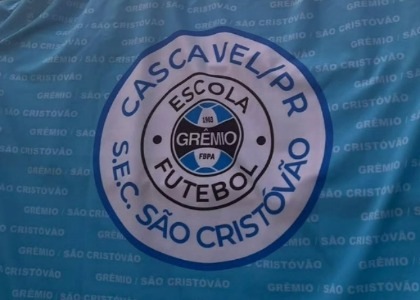 CASCAVEL/PR
ESCOLA
1903
GRÊMIO
FBPA
FUTEBOL
S.E.C. SÃO CRISTÓVÃO
GRÊMIO / SÃO CRISTÓVÃO